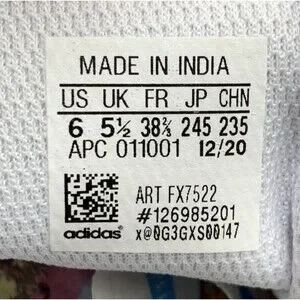 MADE IN INDIA
US UK FR JP CHN
6 5½ 38⅔ 245 235
APC 011001 12/20
ART FX7522
#126985201
adidas x@0G3GXS00147